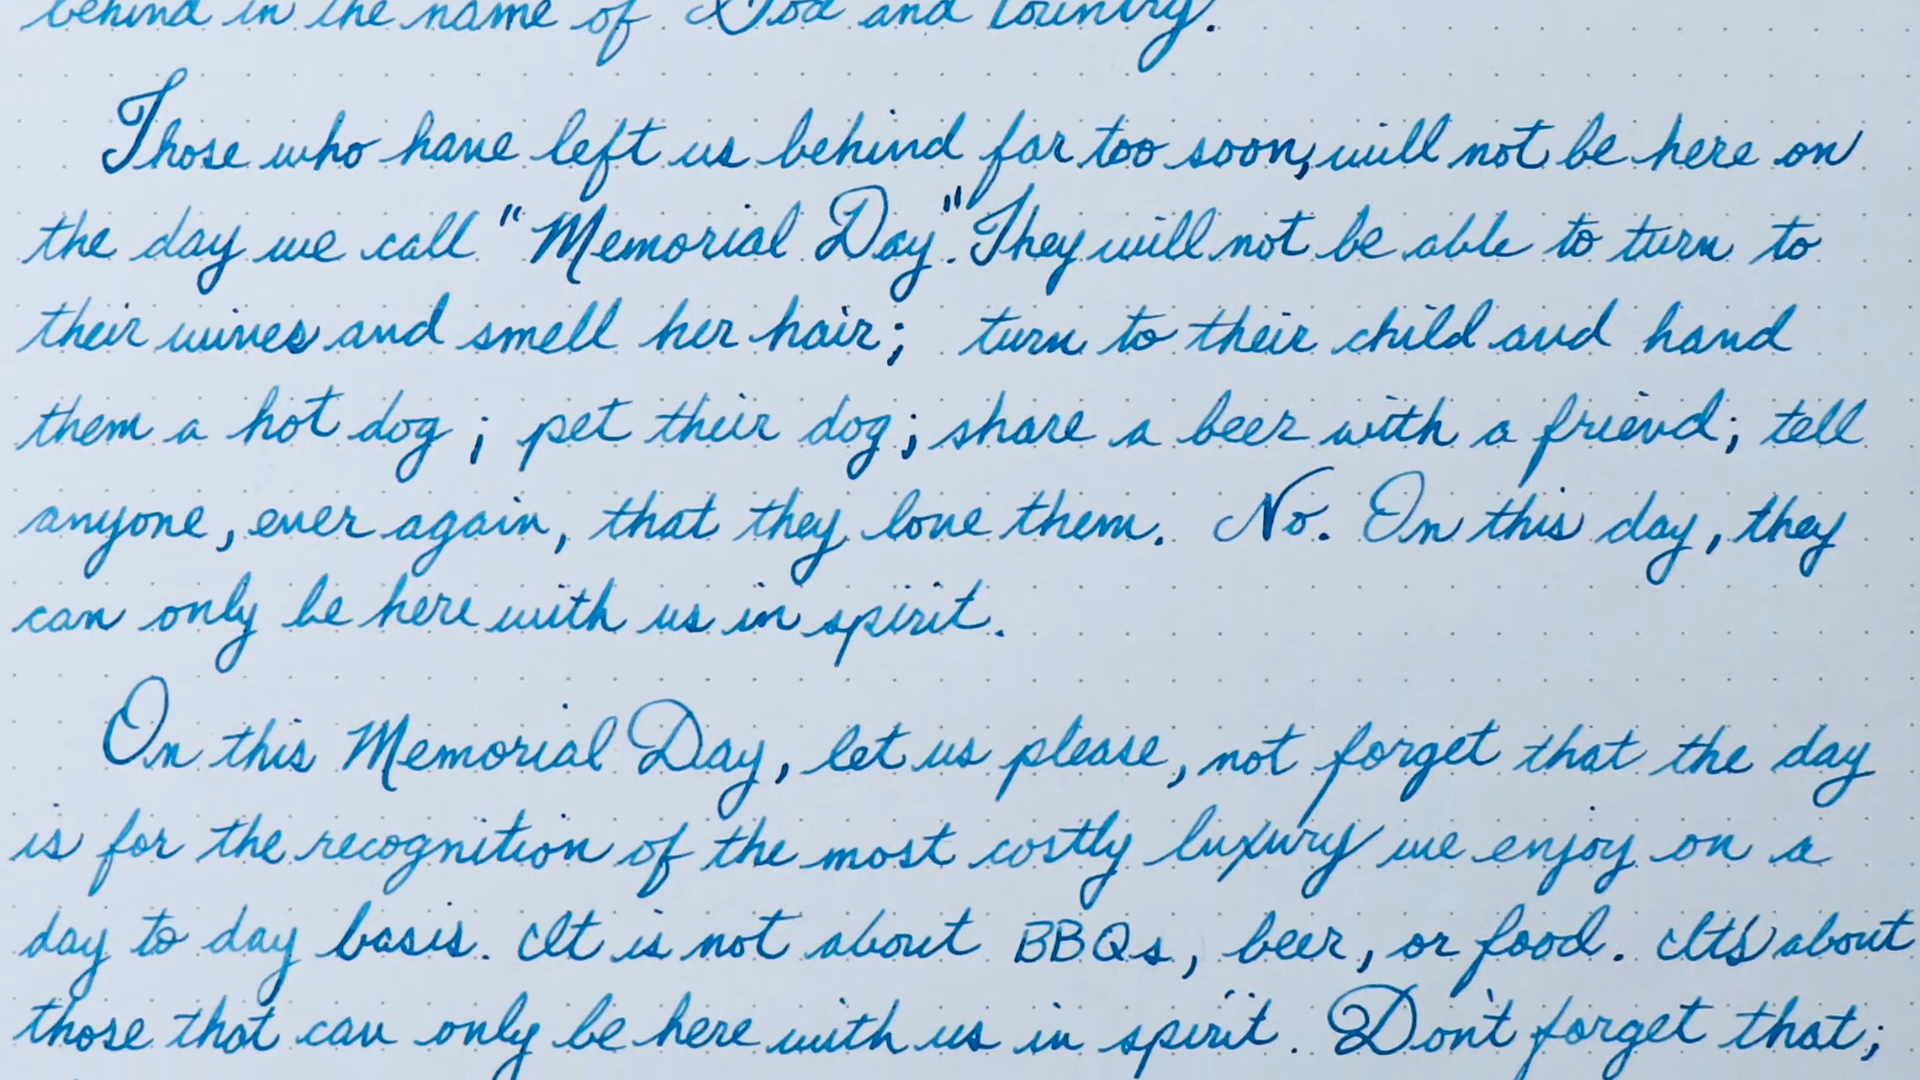 behind in the name of God and Country.
Those who have left us behind far too soon, will not be here on
the day we call "Memorial Day". They will not be able to turn to
their wives and smell her hair; turn to their child and hand
them a hot dog; pet their dog; share a beer with a friend; tell
anyone, ever again, that they love them. No. On this day, they
can only be here with us in spirit.
On this Memorial Day, let us please, not forget that the day
is for the recognition of the most costly luxury we enjoy on a
day to day basis. It is not about BBQs, beer, or food. It's about
those that can only be here with us in spirit. Don't forget that;